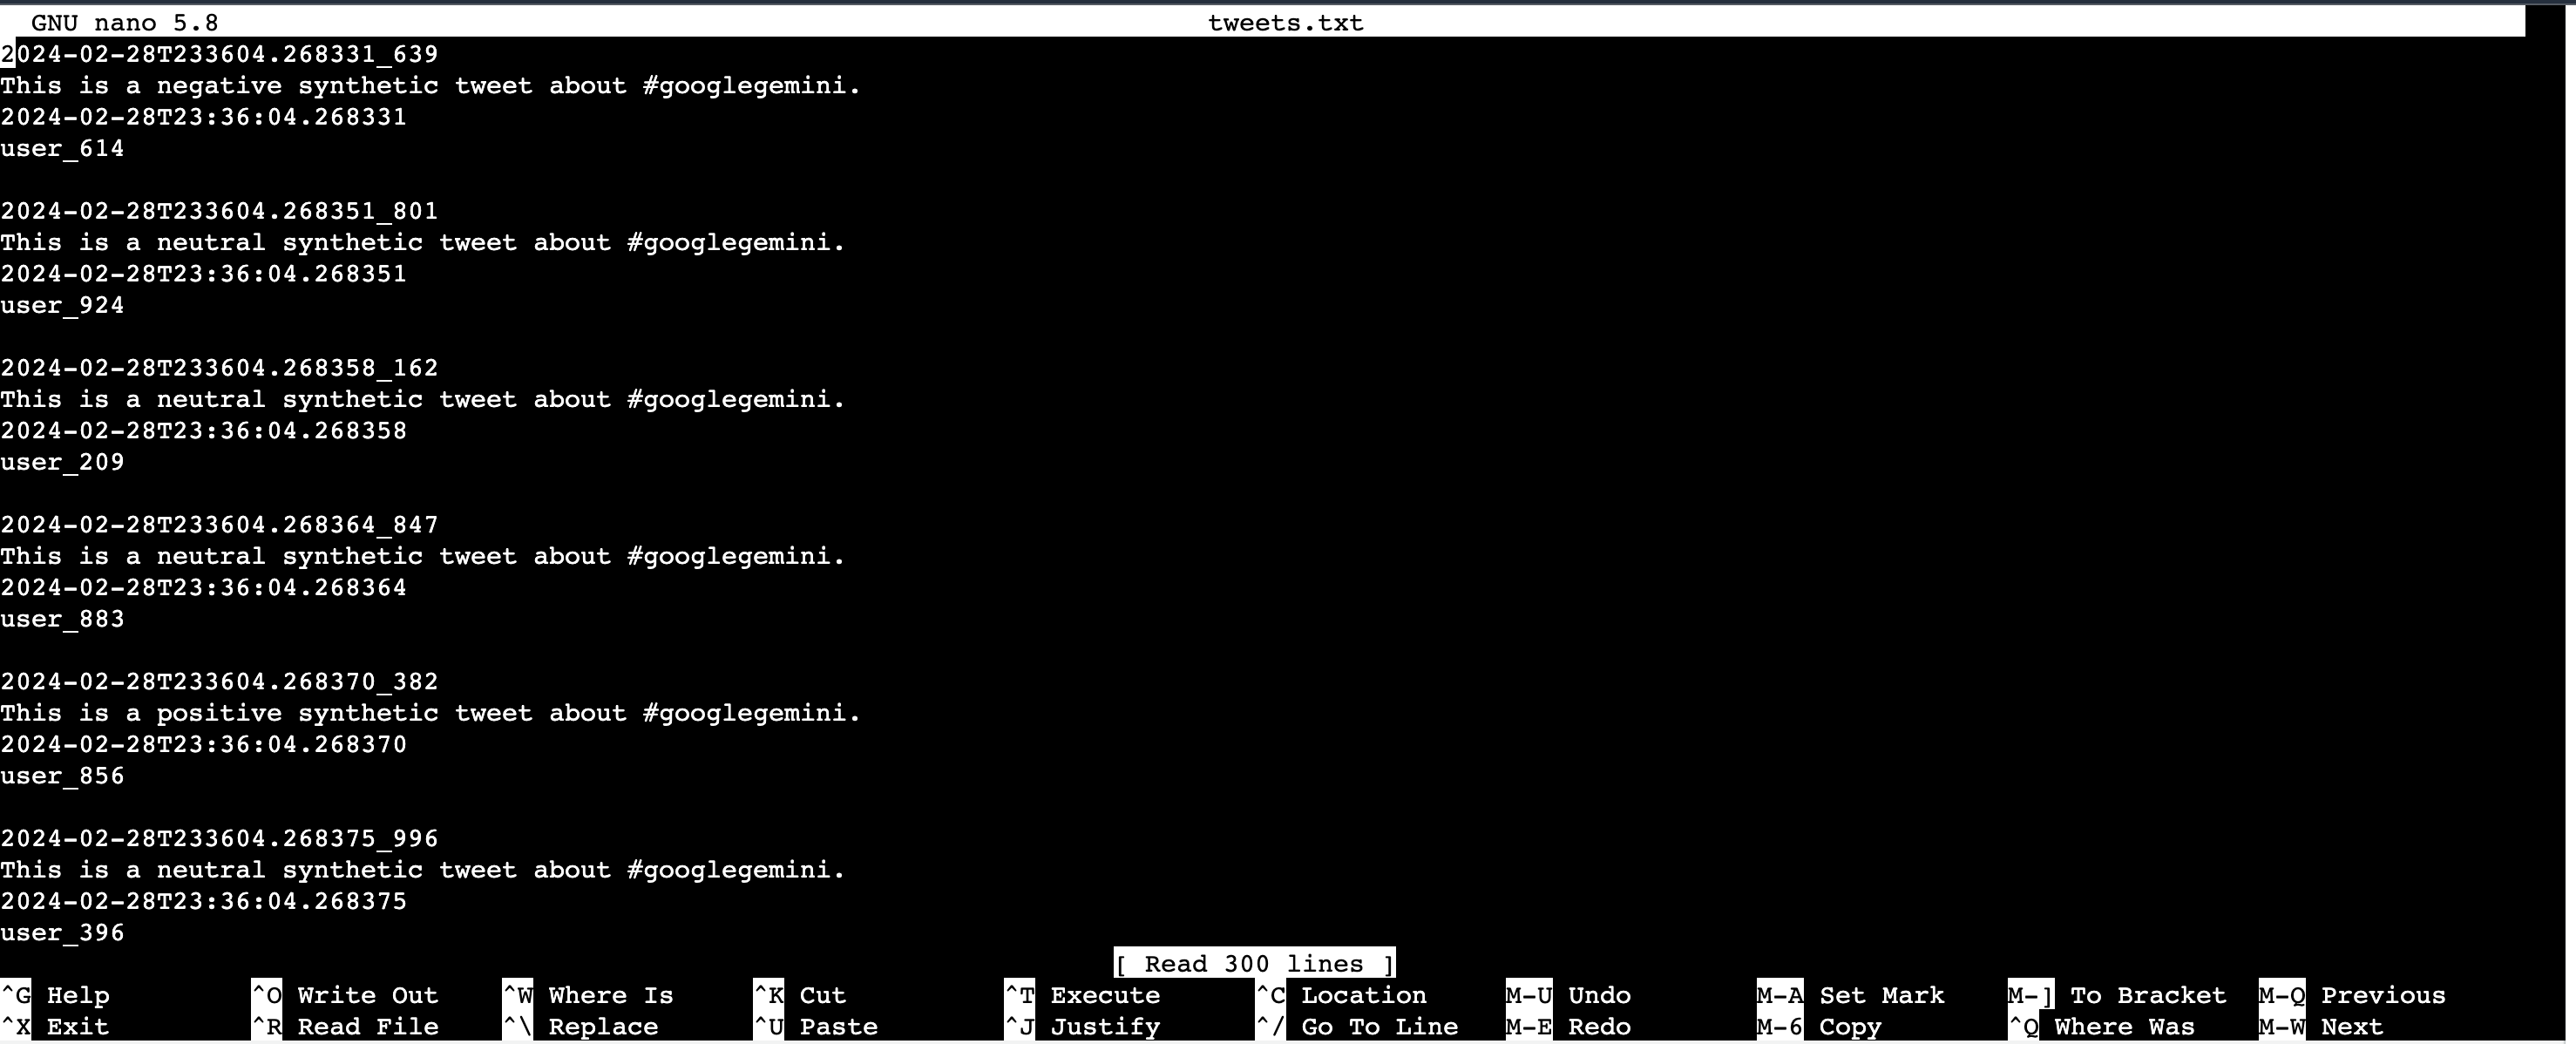 GNU nano 5.8 tweets.txt
2024-02-28T233604.268331_639
This is a negative synthetic tweet about #googlegemini.
2024-02-28T23:36:04.268331
user_614
2024-02-28T233604.268351_801
This is a neutral synthetic tweet about #googlegemini.
2024-02-28T23:36:04.268351
user_924
2024-02-28T233604.268358_162
This is a neutral synthetic tweet about #googlegemini.
2024-02-28T23:36:04.268358
user_209
2024-02-28T233604.268364_847
This is a neutral synthetic tweet about #googlegemini.
2024-02-28T23:36:04.268364
user_883
2024-02-28T233604.268370_382
This is a positive synthetic tweet about #googlegemini.
2024-02-28T23:36:04.268370
user_856
2024-02-28T233604.268375_996
This is a neutral synthetic tweet about #googlegemini.
2024-02-28T23:36:04.268375
user_396
[ Read 300 lines ]
^G Help ^O Write Out ^W Where Is ^K Cut ^T Execute ^C Location M-U Undo M-A Set Mark M-] To Bracket M-Q Previous
^X Exit ^R Read File ^\ Replace ^U Paste ^J Justify ^/ Go To Line M-E Redo M-6 Copy ^Q Where Was M-W Next